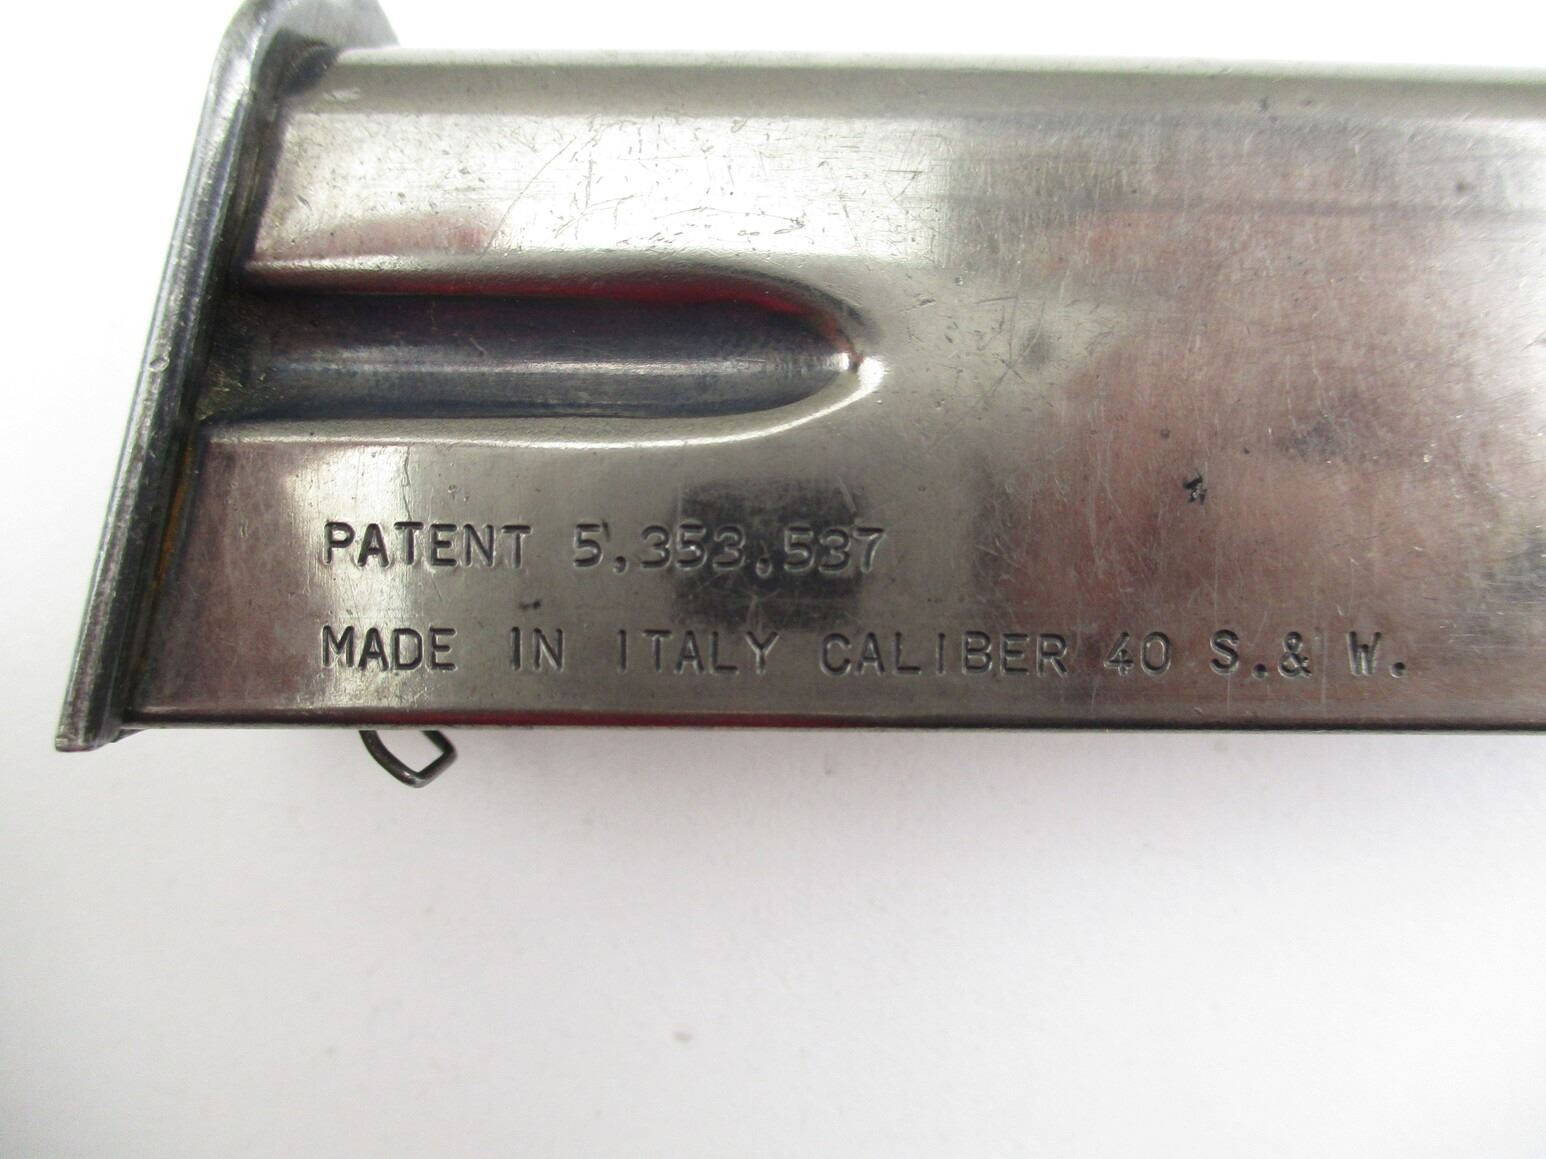 PATENT 5,353,537
MADE IN ITALY CALIBER 40 S.& W.